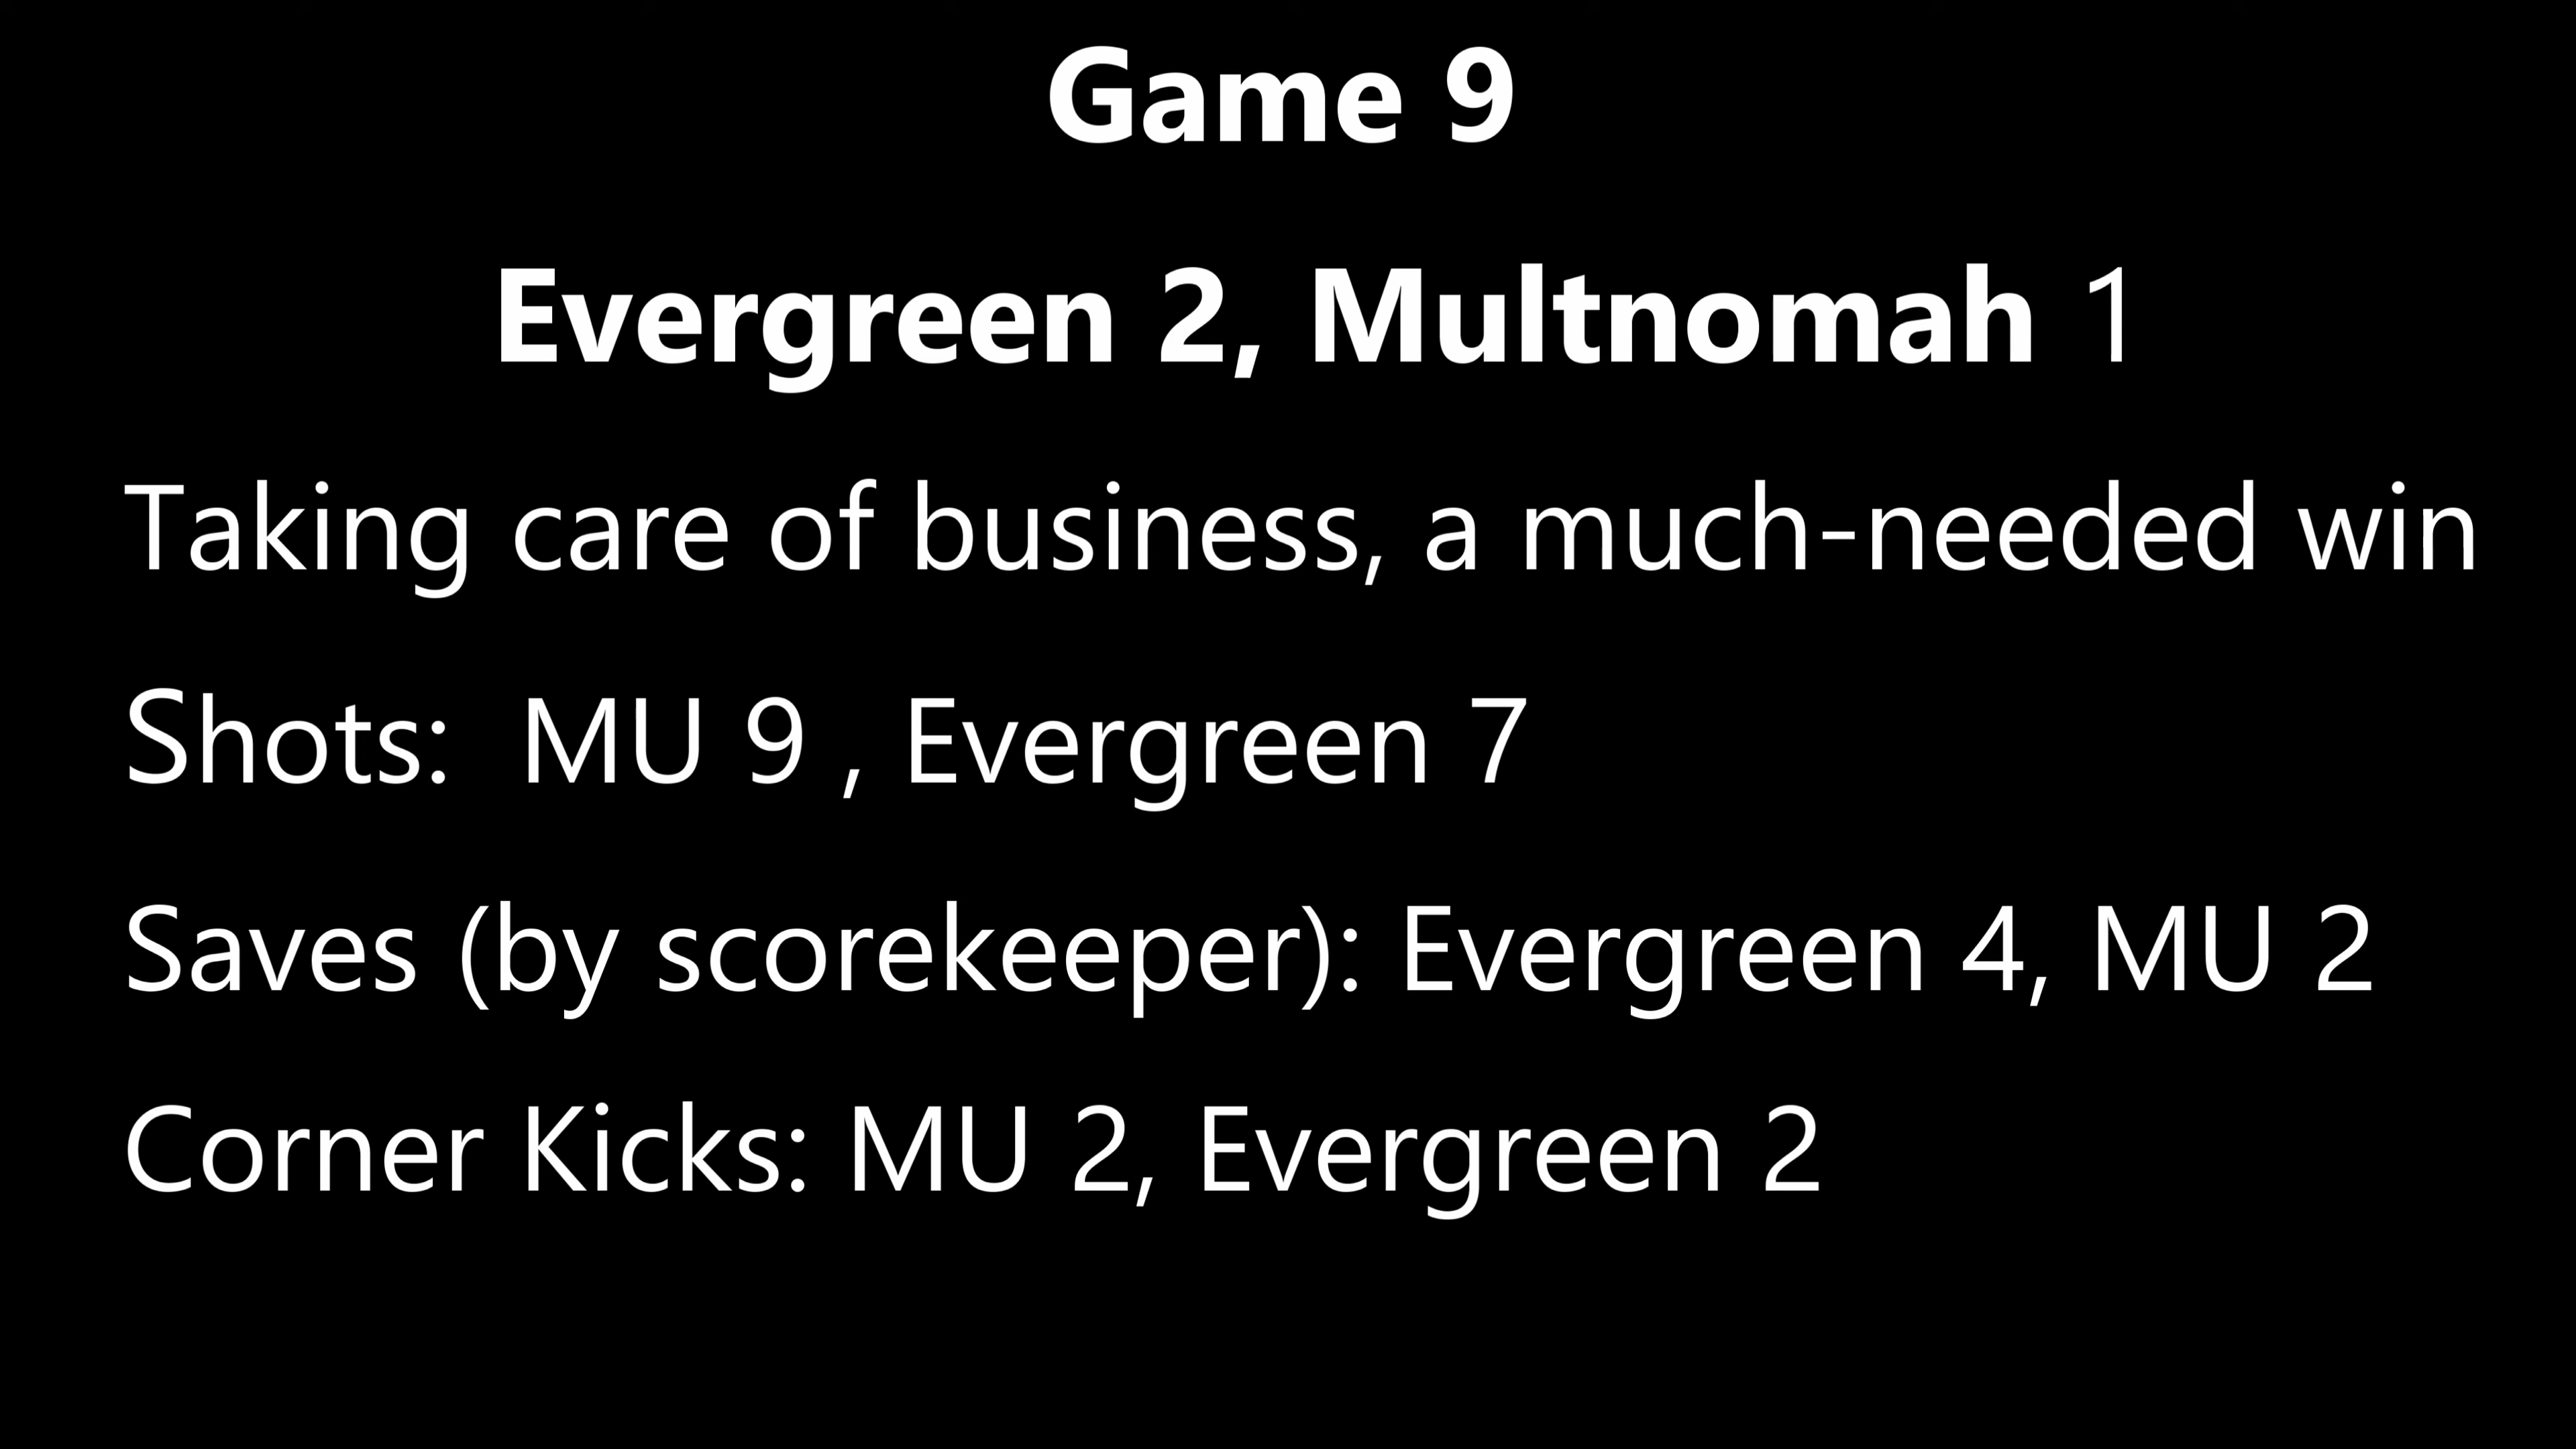 Game 9
Evergreen 2, Multnomah 1
Taking care of business, a much-needed win
Shots:  MU 9 , Evergreen 7
Saves (by scorekeeper): Evergreen 4, MU 2
Corner Kicks: MU 2, Evergreen 2